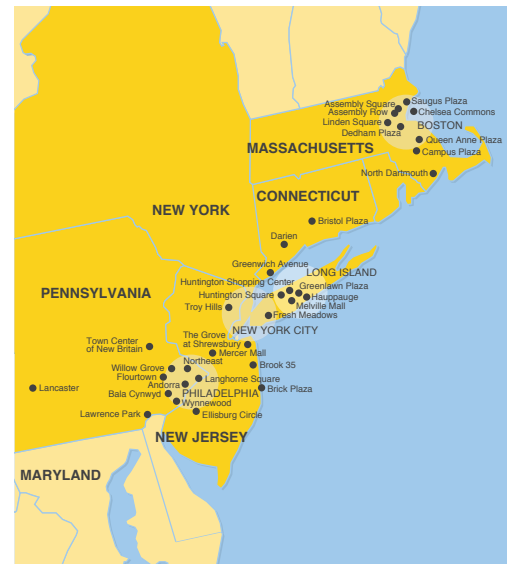 Assembly Square
Saugus Plaza
Assembly Row
Chelsea Commons
Linden Square
BOSTON
Dedham Plaza
Queen Anne Plaza
MASSACHUSETTS
Campus Plaza
North Dartmouth
CONNECTICUT
NEW YORK
Bristol Plaza
Darien
Greenwich Avenue
LONG ISLAND
Huntington Shopping Center
Greenlawn Plaza
PENNSYLVANIA
Huntington Square
Hauppauge
Troy Hills
Melville Mall
Fresh Meadows
NEW YORK CITY
The Grove
at Shrewsbury
Town Center
of New Britain
Mercer Mall
Northeast
Brook 35
Willow Grove
Flourtown
Langhorne Square
Andorra
Lancaster
Brick Plaza
Bala Cynwyd
PHILADELPHIA
Wynnewood
Lawrence Park
Ellisburg Circle
NEW JERSEY
MARYLAND